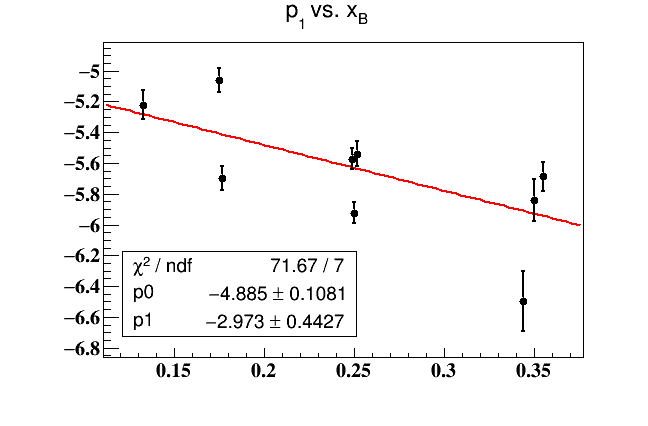 p₁ vs. x_B
−5
−5.2
−5.4
−5.6
−5.8
−6
−6.2
−6.4
−6.6
−6.8
χ² / ndf 71.67 / 7
p0 −4.885 ± 0.1081
p1 −2.973 ± 0.4427
0.15 0.2 0.25 0.3 0.35